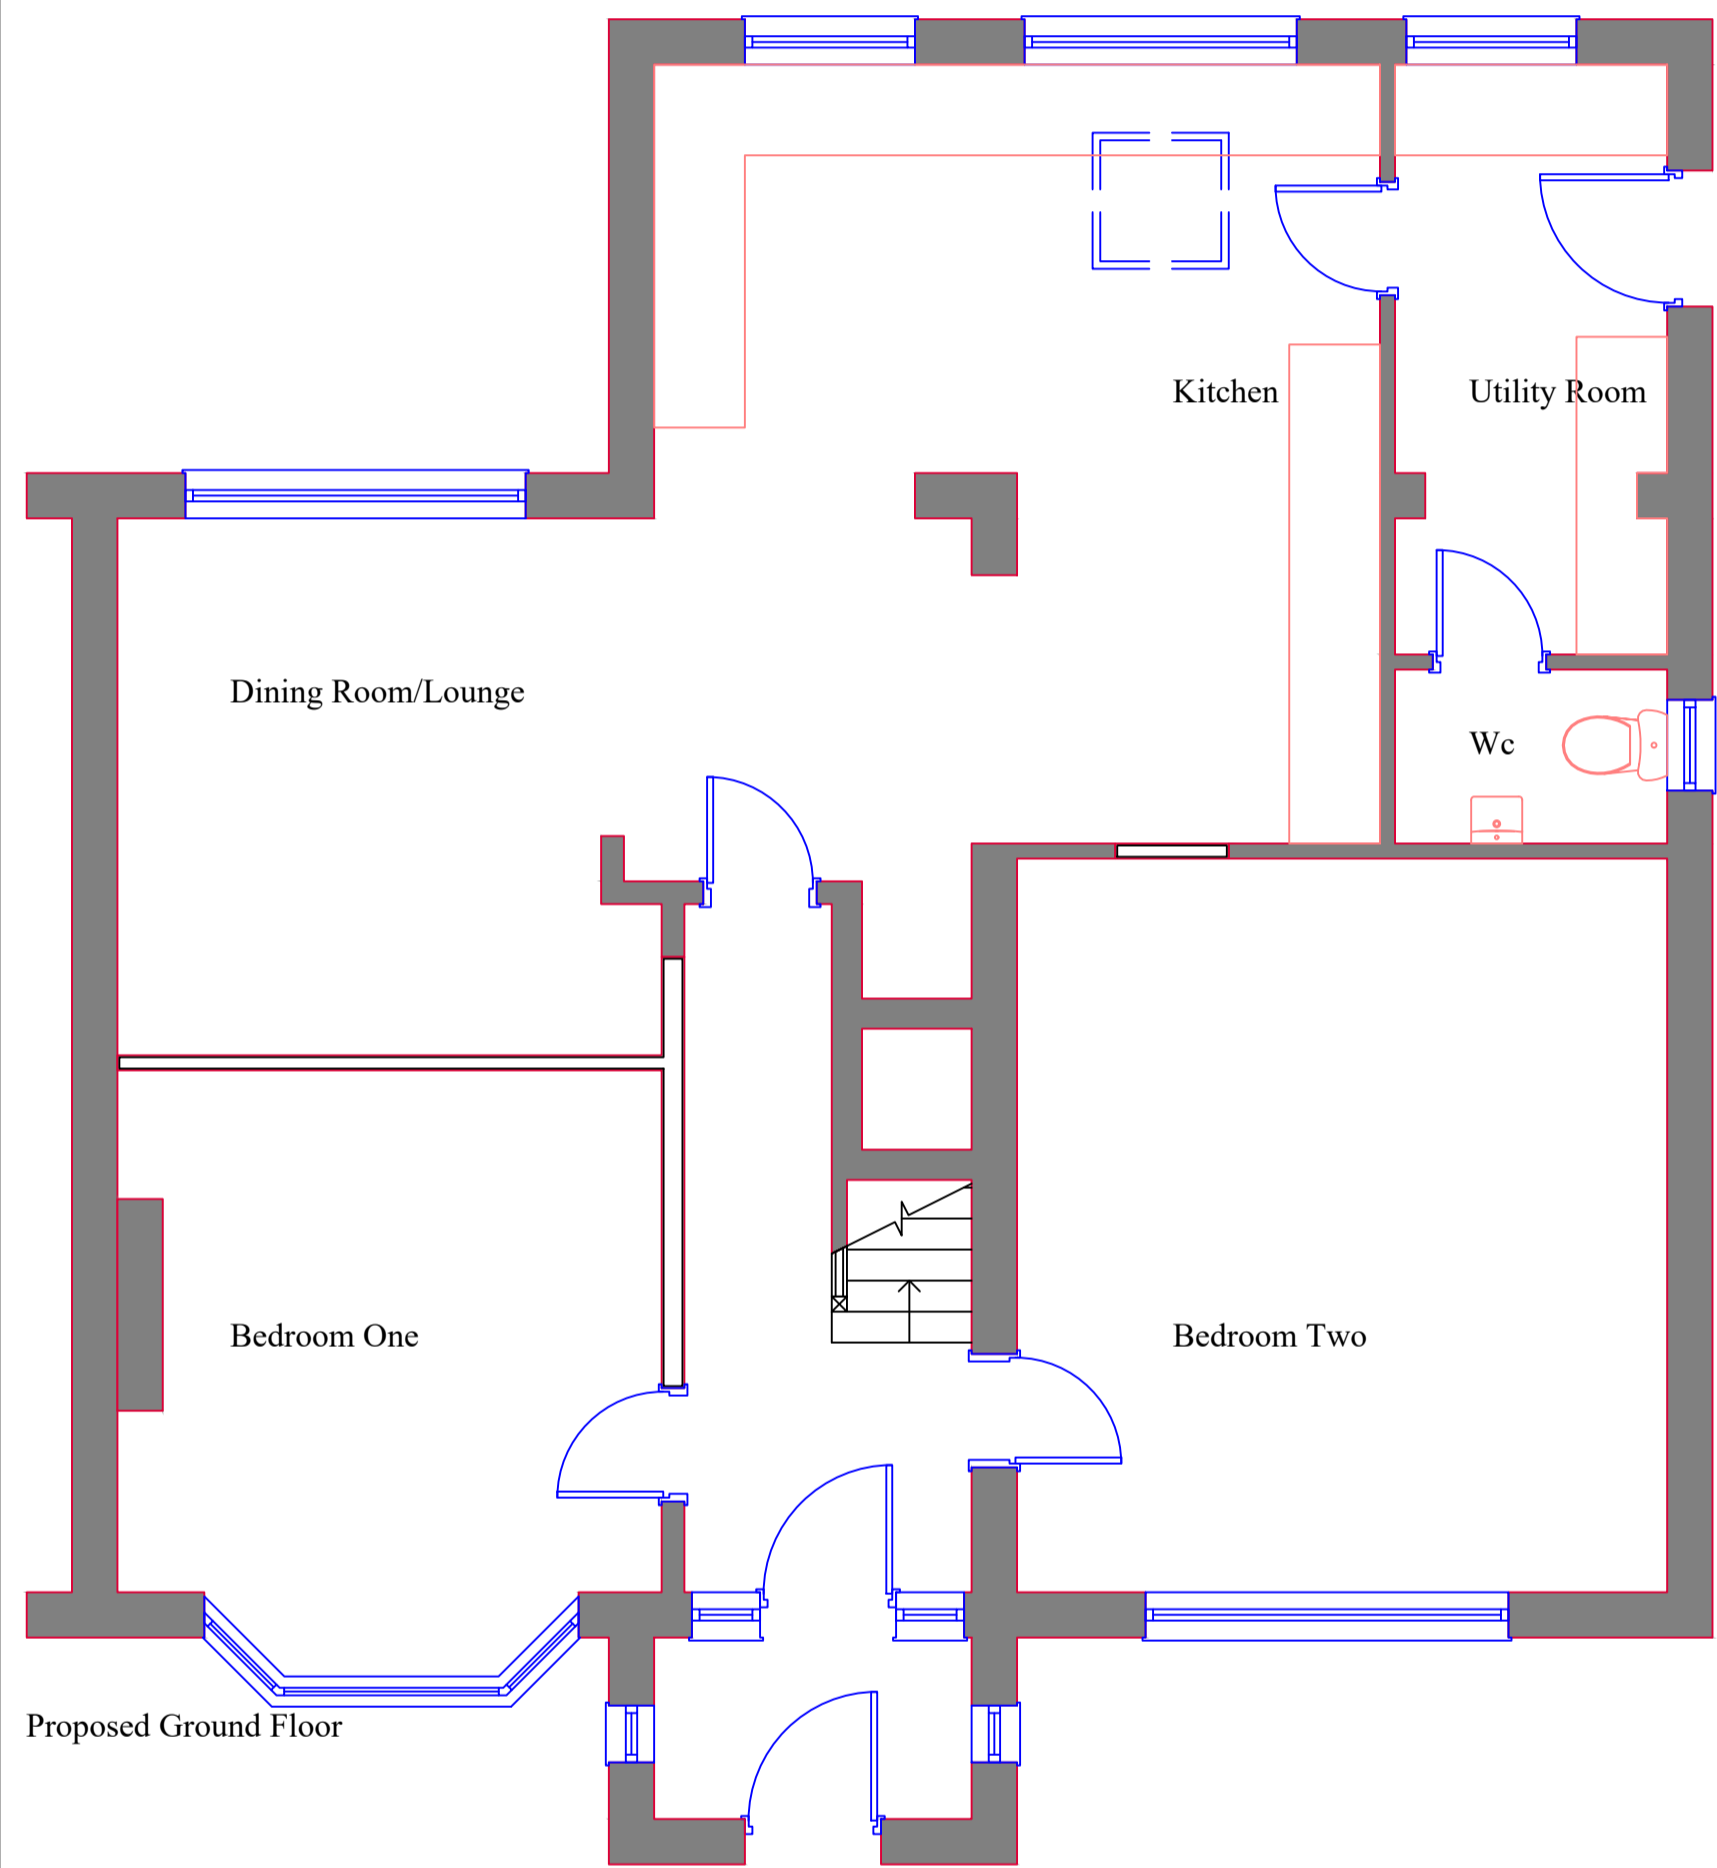 Kitchen
Utility Room
Dining Room/Lounge
Wc
Bedroom One
Bedroom Two
Proposed Ground Floor